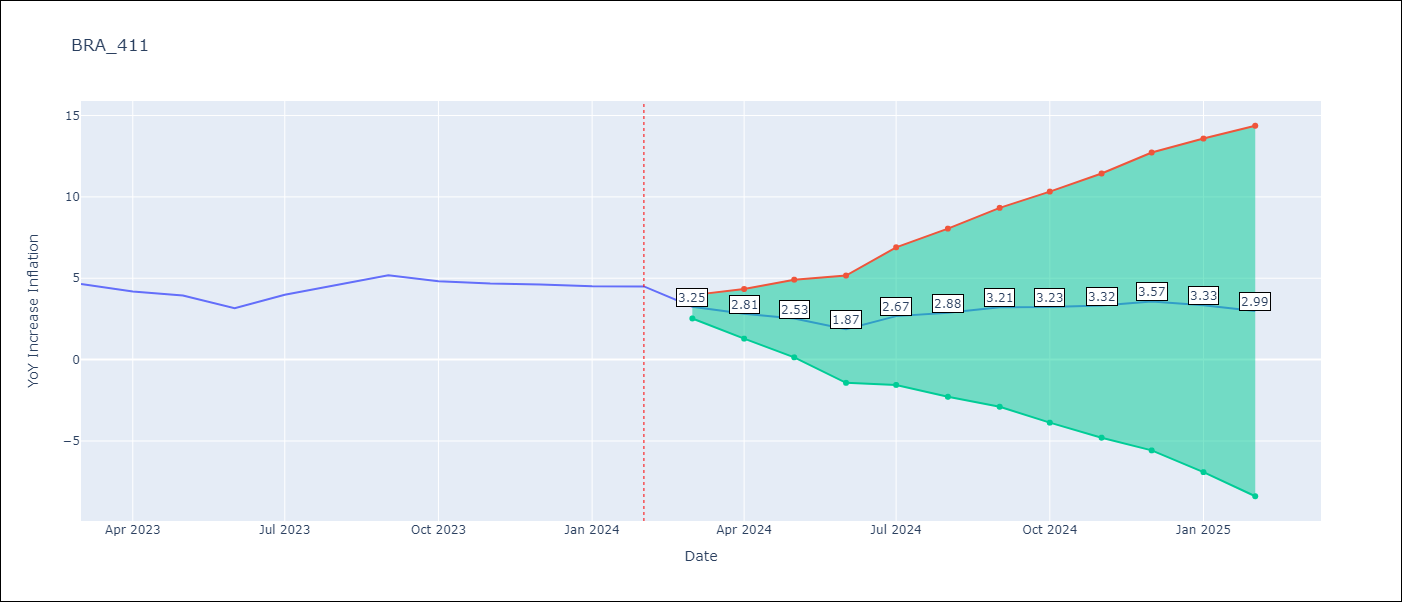 BRA_411
YoY Increase Inflation
15
10
5
0
−5
3.25
2.81
2.53
1.87
2.67
2.88
3.21
3.23
3.32
3.57
3.33
2.99
Apr 2023
Jul 2023
Oct 2023
Jan 2024
Apr 2024
Jul 2024
Oct 2024
Jan 2025
Date